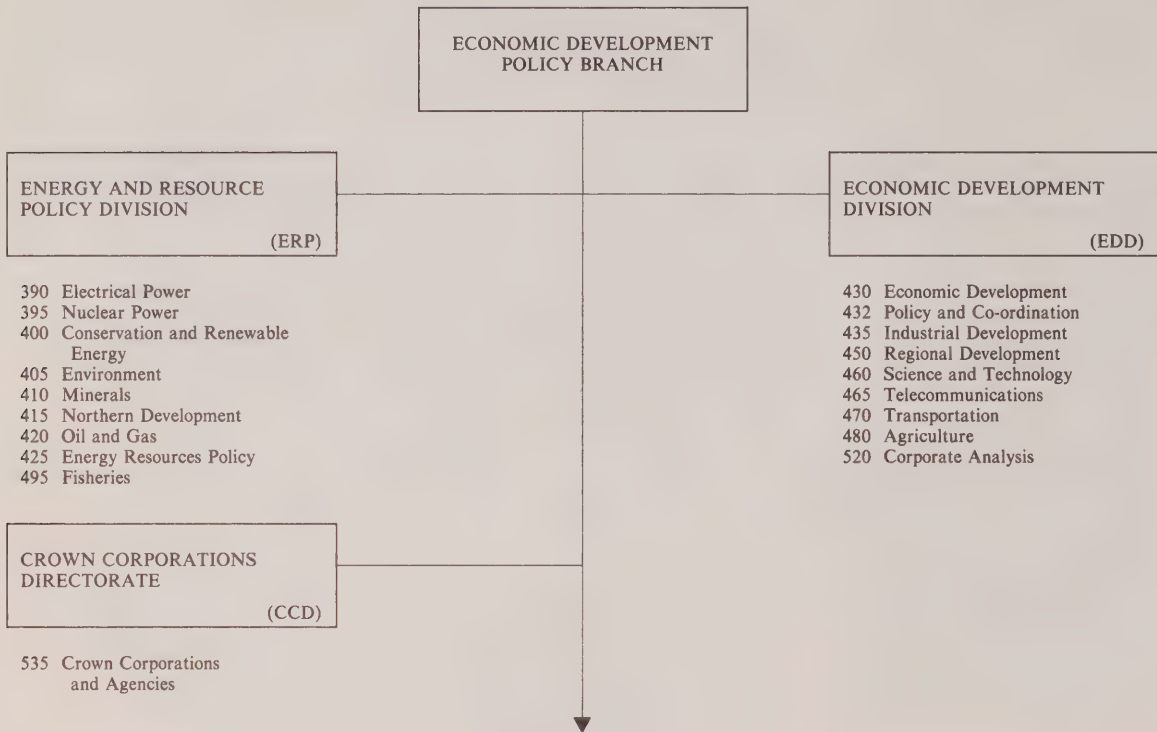 ECONOMIC DEVELOPMENT
POLICY BRANCH
ENERGY AND RESOURCE
POLICY DIVISION
(ERP)
390 Electrical Power
395 Nuclear Power
400 Conservation and Renewable
Energy
405 Environment
410 Minerals
415 Northern Development
420 Oil and Gas
425 Energy Resources Policy
495 Fisheries
ECONOMIC DEVELOPMENT
DIVISION
(EDD)
430 Economic Development
432 Policy and Co-ordination
435 Industrial Development
450 Regional Development
460 Science and Technology
465 Telecommunications
470 Transportation
480 Agriculture
520 Corporate Analysis
CROWN CORPORATIONS
DIRECTORATE
(CCD)
535 Crown Corporations
and Agencies